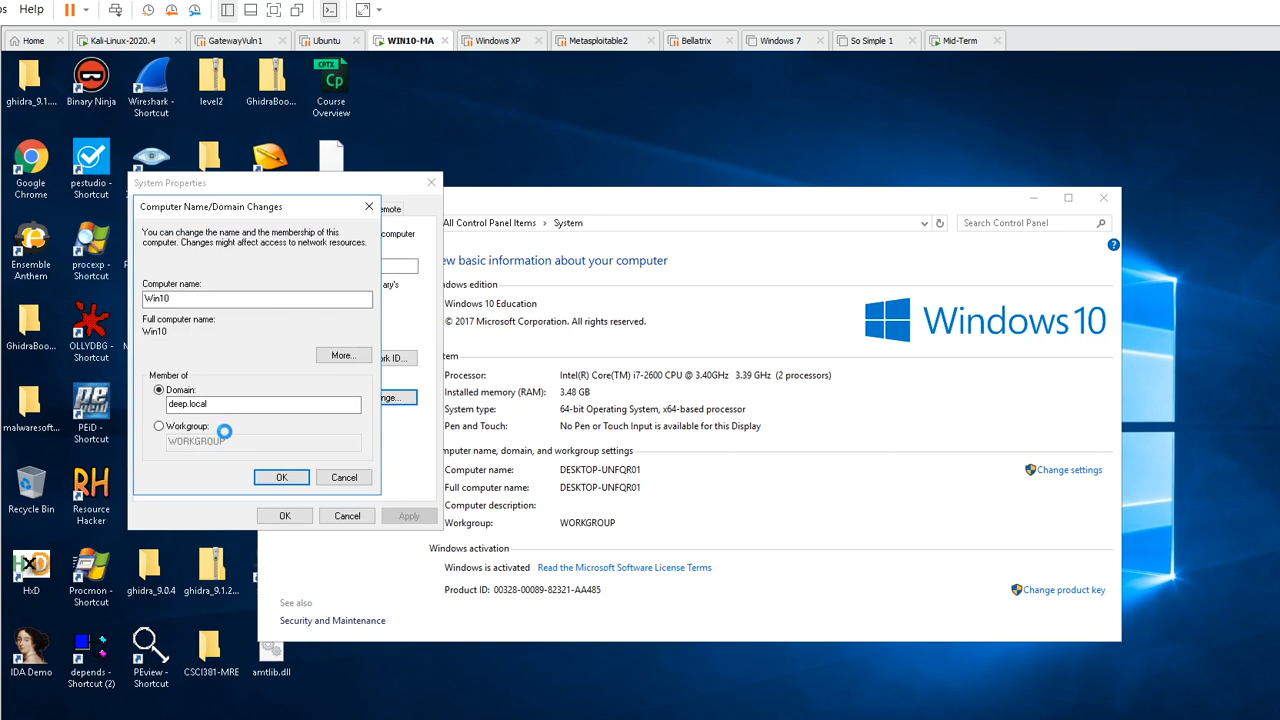 ps Help
Home Kali-Linux-2020.4 GatewayVuln1 Ubuntu WIN10-MA Windows XP Metasploitable2 Bellatrix Windows 7 So Simple 1 Mid-Term
CPTX
Cp
ghidra_9.1.... Binary Ninja Wireshark - Shortcut level2 GhidraBoo... Course Overview
Google Chrome
pestudio - Shortcut
Ensemble Anthem
procexp - Shortcut
GhidraBoo...
OLLYDBG - Shortcut
malwaresoft...
PEiD - Shortcut
Recycle Bin
RH
Resource Hacker
HxD
Procmon - Shortcut
ghidra_9.0.4
ghidra_9.1.2...
IDA Demo
depends - Shortcut (2)
PEview - Shortcut
CSCI381-MRE
amtlib.dll
System Properties
emote
computer
ary's
rk ID...
nge...
OK Cancel Apply
Computer Name/Domain Changes
You can change the name and the membership of this
computer. Changes might affect access to network resources.
Computer name:
Win10
Full computer name:
Win10
More...
Member of
Domain:
deep.local
Workgroup:
WORKGROUP
OK Cancel
All Control Panel Items > System
Search Control Panel
ew basic information about your computer
indows edition
Windows 10 Education
© 2017 Microsoft Corporation. All rights reserved.
Windows 10
tem
Processor: Intel(R) Core(TM) i7-2600 CPU @ 3.40GHz 3.39 GHz (2 processors)
Installed memory (RAM): 3.48 GB
System type: 64-bit Operating System, x64-based processor
Pen and Touch: No Pen or Touch Input is available for this Display
mputer name, domain, and workgroup settings
Computer name: DESKTOP-UNFQR01
Change settings
Full computer name: DESKTOP-UNFQR01
Computer description:
Workgroup: WORKGROUP
Windows activation
Windows is activated Read the Microsoft Software License Terms
Product ID: 00328-00089-82321-AA485
Change product key
See also
Security and Maintenance